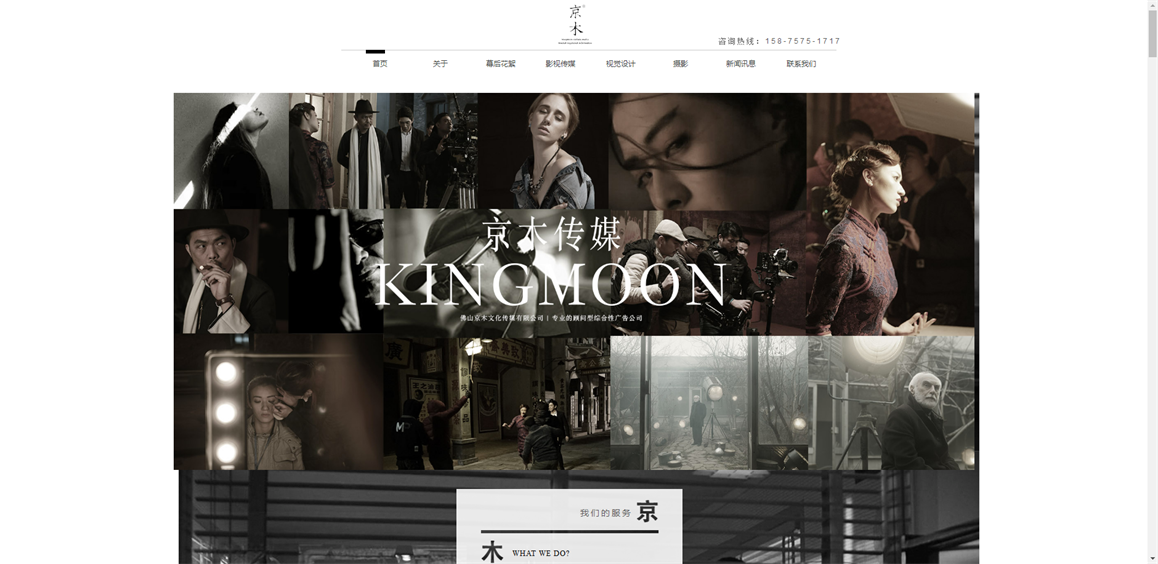 京
木
咨询热线：158-7575-1717
首页 关于 幕后花絮 影视传媒 视觉设计 摄影 新闻讯息 联系我们
京木传媒
KINGMOON
佛山京木文化传媒有限公司 | 专业的顾问型综合性广告公司
我们的服务 京
木 WHAT WE DO?